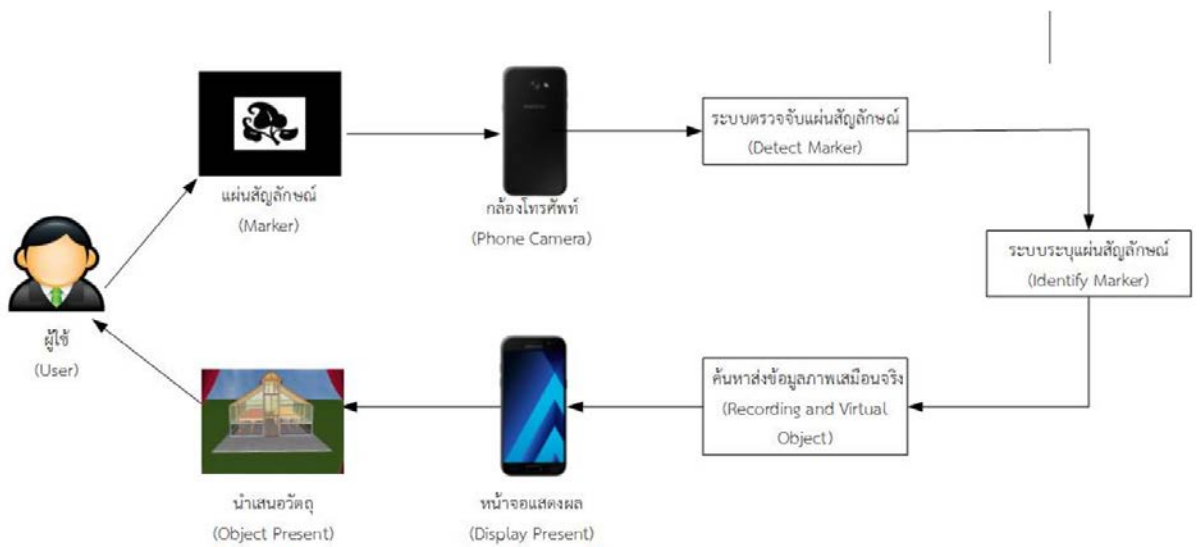 แผ่นสัญลักษณ์
(Marker)
กล้องโทรศัพท์
(Phone Camera)
ระบบตรวจจับแผ่นสัญลักษณ์
(Detect Marker)
ระบบระบุแผ่นสัญลักษณ์
(Identify Marker)
ค้นหาส่งข้อมูลภาพเสมือนจริง
(Recording and Virtual
Object)
หน้าจอแสดงผล
(Display Present)
นำเสนอวัตถุ
(Object Present)
ผู้ใช้
(User)